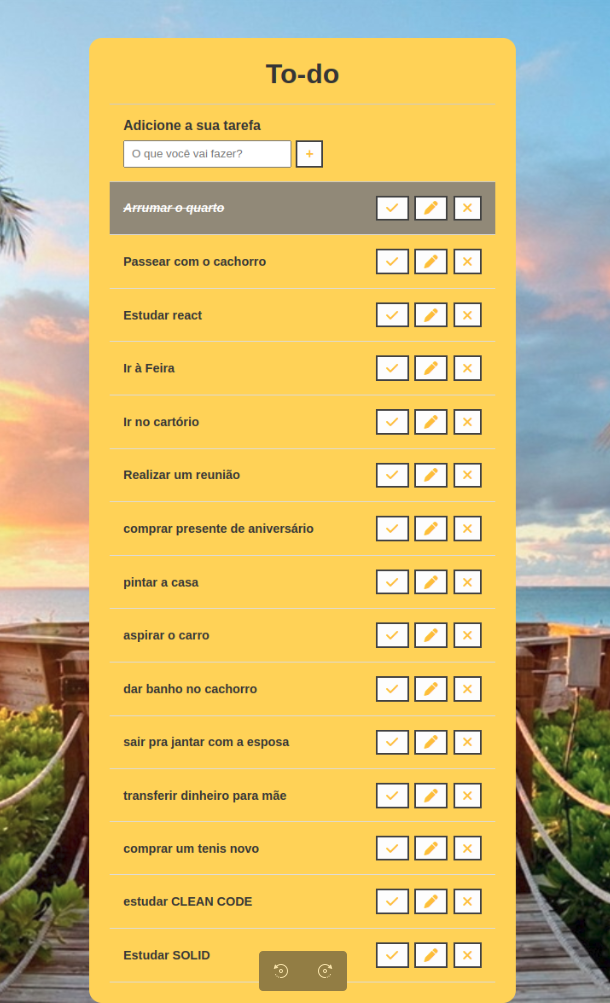 To-do
Adicione a sua tarefa
O que você vai fazer?
+
Arrumar o quarto
Passear com o cachorro
Estudar react
Ir à Feira
Ir no cartório
Realizar um reunião
comprar presente de aniversário
pintar a casa
aspirar o carro
dar banho no cachorro
sair pra jantar com a esposa
transferir dinheiro para mãe
comprar um tenis novo
estudar CLEAN CODE
Estudar SOLID